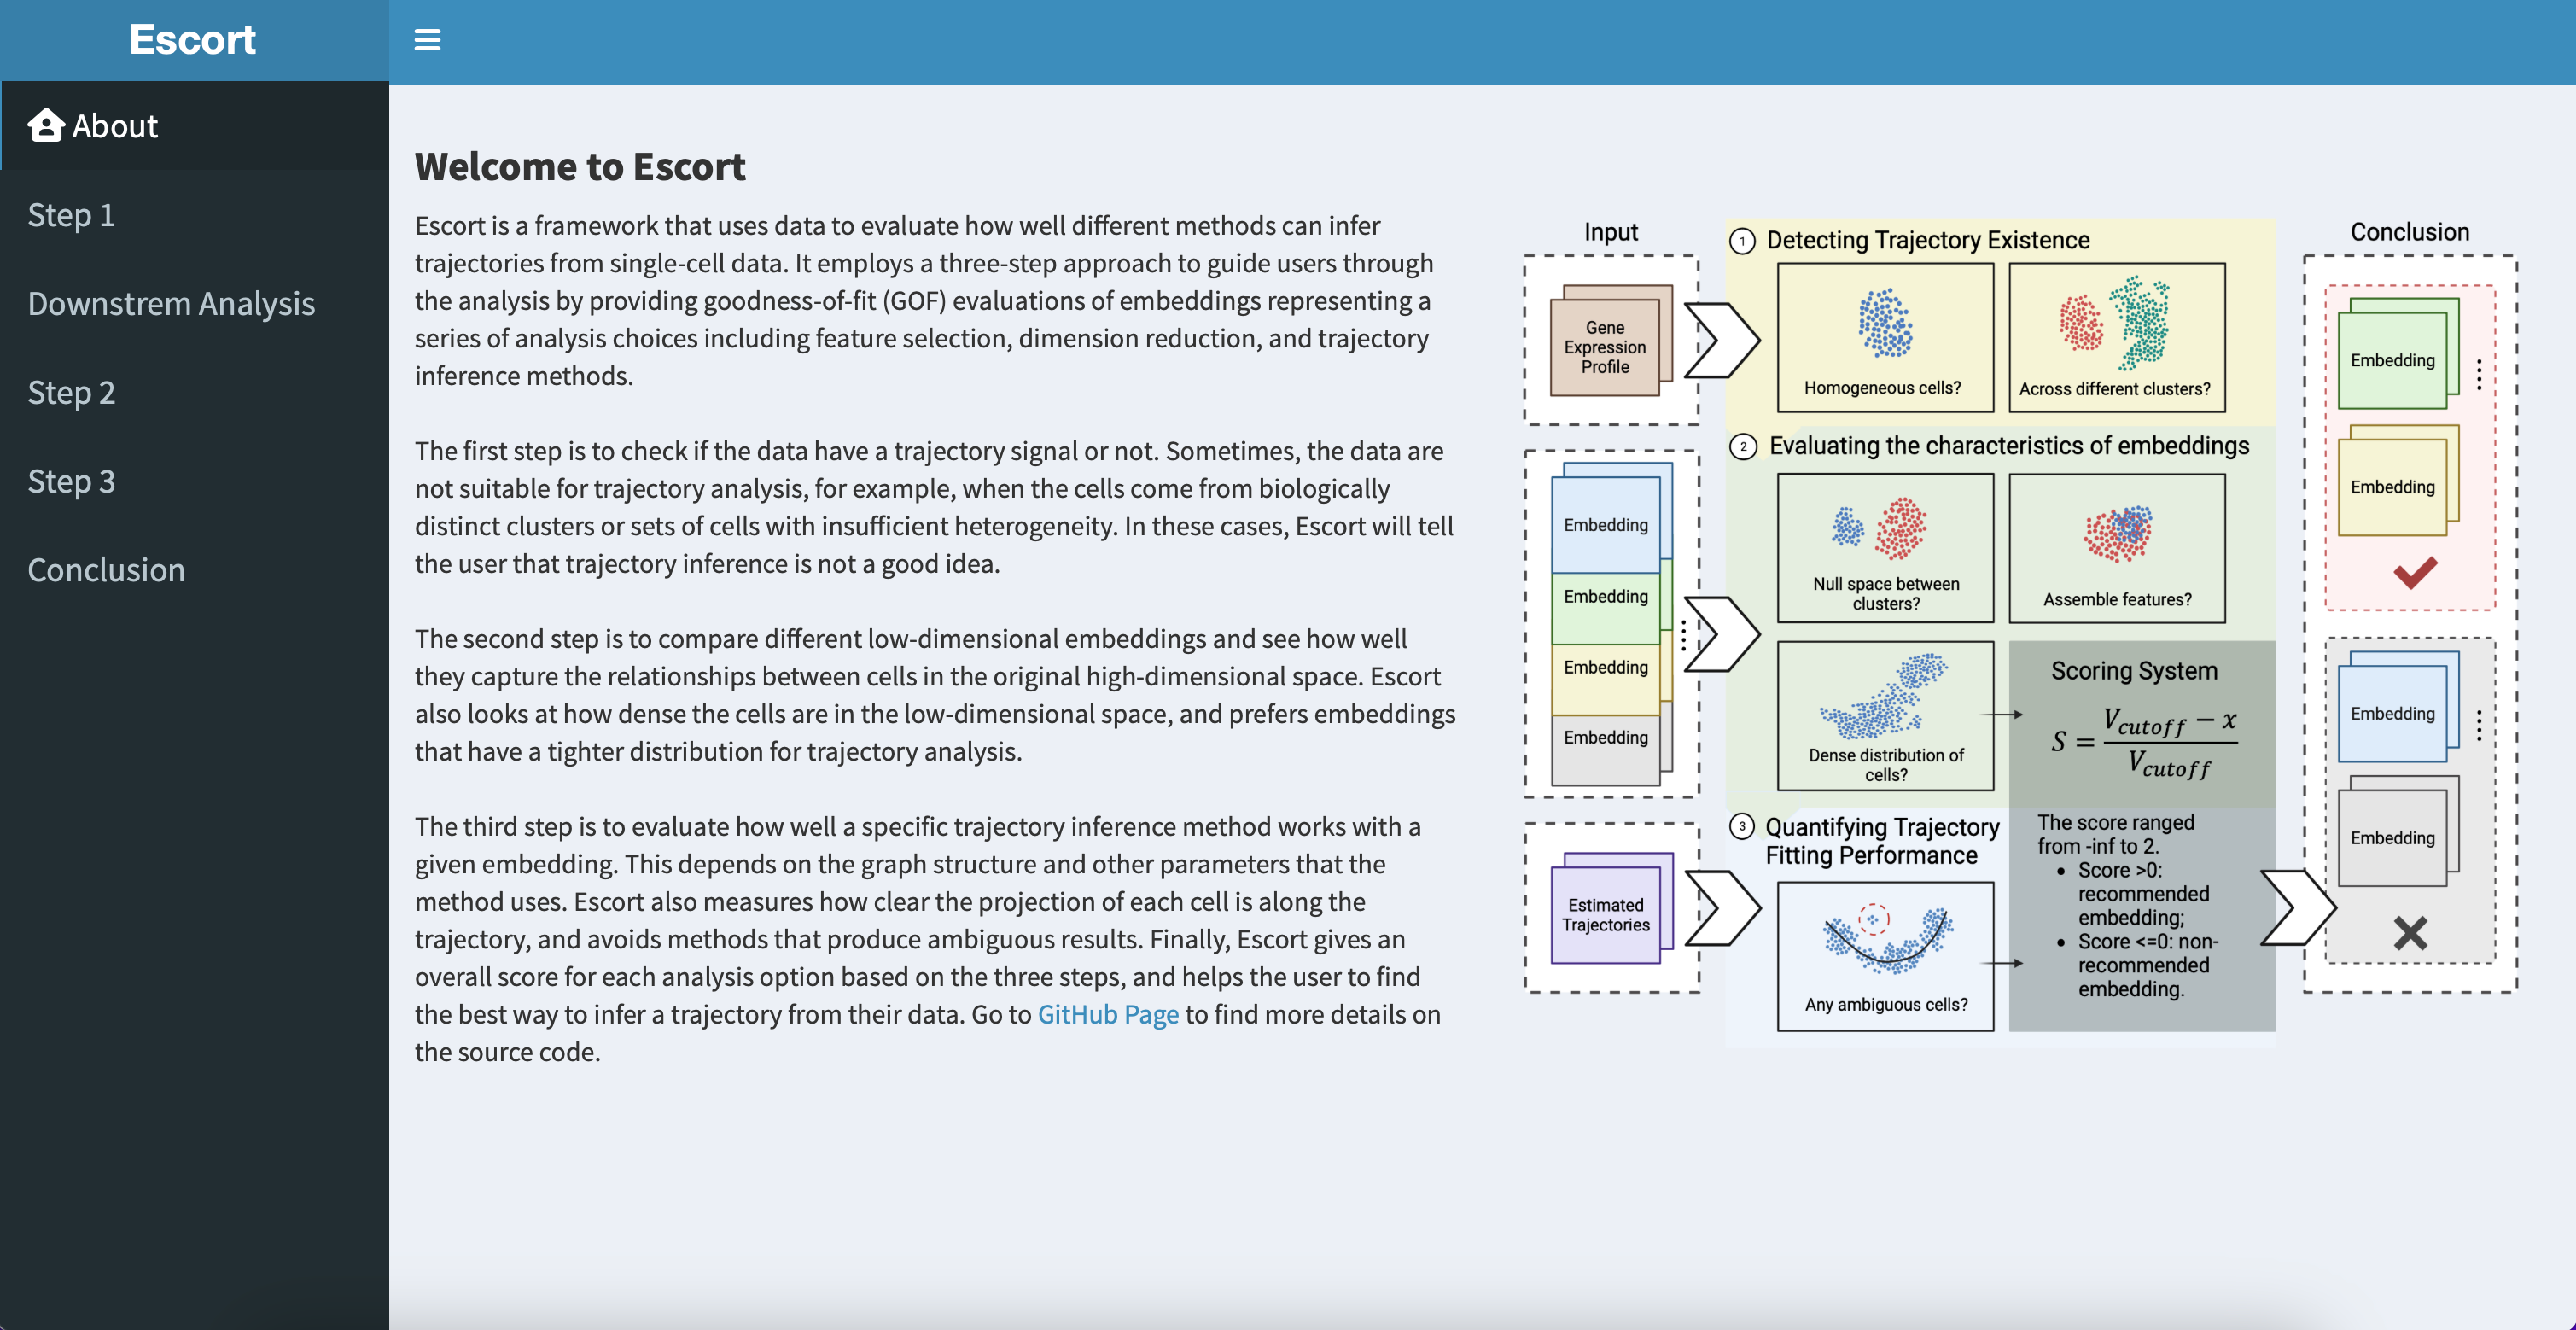 Escort
About
Step 1
Downstrem Analysis
Step 2
Step 3
Conclusion
Welcome to Escort
Escort is a framework that uses data to evaluate how well different methods can infer
trajectories from single-cell data. It employs a three-step approach to guide users through
the analysis by providing goodness-of-fit (GOF) evaluations of embeddings representing a
series of analysis choices including feature selection, dimension reduction, and trajectory
inference methods.
The first step is to check if the data have a trajectory signal or not. Sometimes, the data are
not suitable for trajectory analysis, for example, when the cells come from biologically
distinct clusters or sets of cells with insufficient heterogeneity. In these cases, Escort will tell
the user that trajectory inference is not a good idea.
The second step is to compare different low-dimensional embeddings and see how well
they capture the relationships between cells in the original high-dimensional space. Escort
also looks at how dense the cells are in the low-dimensional space, and prefers embeddings
that have a tighter distribution for trajectory analysis.
The third step is to evaluate how well a specific trajectory inference method works with a
given embedding. This depends on the graph structure and other parameters that the
method uses. Escort also measures how clear the projection of each cell is along the
trajectory, and avoids methods that produce ambiguous results. Finally, Escort gives an
overall score for each analysis option based on the three steps, and helps the user to find
the best way to infer a trajectory from their data. Go to GitHub Page to find more details on
the source code.
Input
Gene
Expression
Profile
Embedding
Embedding
Embedding
Embedding
Estimated
Trajectories
1 Detecting Trajectory Existence
Homogeneous cells?
Across different clusters?
2 Evaluating the characteristics of embeddings
Null space between
clusters?
Assemble features?
Dense distribution of
cells?
Scoring System
S = (Vcutoff − x) / Vcutoff
3 Quantifying Trajectory
Fitting Performance
Any ambiguous cells?
The score ranged
from -inf to 2.
• Score >0:
recommended
embedding;
• Score <=0: non-
recommended
embedding.
Conclusion
Embedding
Embedding
Embedding
Embedding